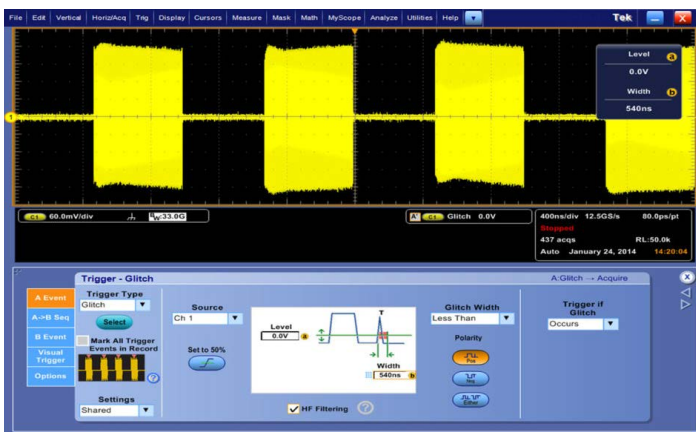 File Edit Vertical Horiz/Acq Trig Display Cursors Measure Mask Math MyScope Analyze Utilities Help Tek X
Level a
0.0V
Width b
540ns
1
C1 60.0mV/div BW:33.0G
A' C1 Glitch 0.0V
400ns/div 12.5GS/s 80.0ps/pt
Stopped
437 acqs RL:50.0k
Auto January 24, 2014 14:20:04
Trigger - Glitch
A:Glitch → Acquire
X
A Event
A->B Seq
B Event
Visual
Trigger
Options
Trigger Type
Glitch
Select
Mark All Trigger
Events in Record
?
Settings
Shared
Source
Ch 1
Set to 50%
Level
0.0V a
T
Width
540ns b
HF Filtering ?
Glitch Width
Less Than
Polarity
Pos
Neg
Either
Trigger if
Glitch
Occurs